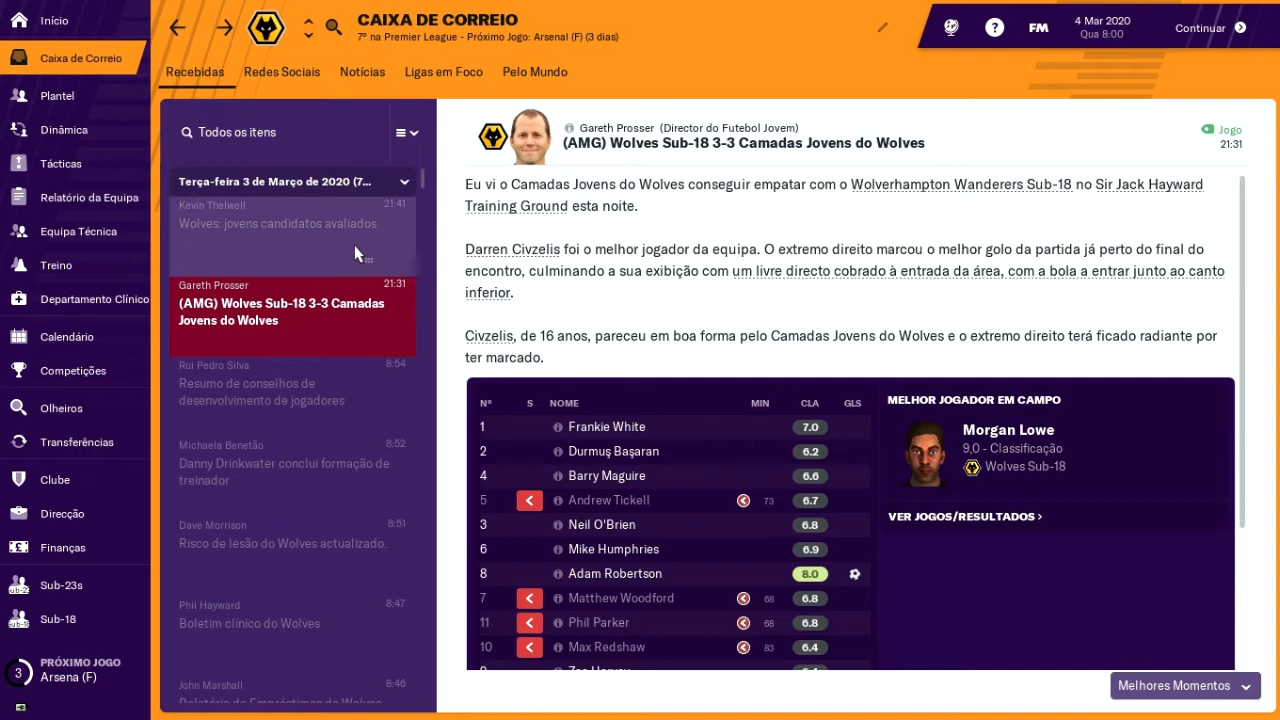 Início
Caixa de Correio
Plantel
Dinâmica
Tácticas
Relatório da Equipa
Equipa Técnica
Treino
Departamento Clínico
Calendário
Competições
Olheiros
Transferências
Clube
Direcção
Finanças
Sub-23s
Sub-18
3
PRÓXIMO JOGO
Arsena (F)
CAIXA DE CORREIO
7º na Premier League - Próximo Jogo: Arsenal (F) (3 dias)
FM
4 Mar 2020
Qua 8:00
Continuar
Recebidas
Redes Sociais
Notícias
Ligas em Foco
Pelo Mundo
Todos os itens
Terça-feira 3 de Março de 2020 (7...
Kevin Thelwell 21:41
Wolves: jovens candidatos avaliados
Gareth Prosser 21:31
(AMG) Wolves Sub-18 3-3 Camadas
Jovens do Wolves
Rui Pedro Silva 8:54
Resumo de conselhos de
desenvolvimento de jogadores
Michaela Benetão 8:52
Danny Drinkwater conclui formação de
treinador
Dave Morrison 8:51
Risco de lesão do Wolves actualizado.
Phil Hayward 8:47
Boletim clínico do Wolves
John Marshall 8:46
Gareth Prosser (Director do Futebol Jovem)
(AMG) Wolves Sub-18 3-3 Camadas Jovens do Wolves
Jogo
21:31
Eu vi o Camadas Jovens do Wolves conseguir empatar com o Wolverhampton Wanderers Sub-18 no Sir Jack Hayward
Training Ground esta noite.
Darren Civzelis foi o melhor jogador da equipa. O extremo direito marcou o melhor golo da partida já perto do final do
encontro, culminando a sua exibição com um livre directo cobrado à entrada da área, com a bola a entrar junto ao canto
inferior.
Civzelis, de 16 anos, pareceu em boa forma pelo Camadas Jovens do Wolves e o extremo direito terá ficado radiante por
ter marcado.
Nº S NOME MIN CLA GLS
1 Frankie White 7.0
2 Durmuş Başaran 6.2
4 Barry Maguire 6.6
5 Andrew Tickell 73 6.7
3 Neil O'Brien 6.8
6 Mike Humphries 6.9
8 Adam Robertson 8.0
7 Matthew Woodford 68 6.8
11 Phil Parker 68 6.8
10 Max Redshaw 83 6.4
MELHOR JOGADOR EM CAMPO
Morgan Lowe
9,0 - Classificação
Wolves Sub-18
VER JOGOS/RESULTADOS ›
Melhores Momentos